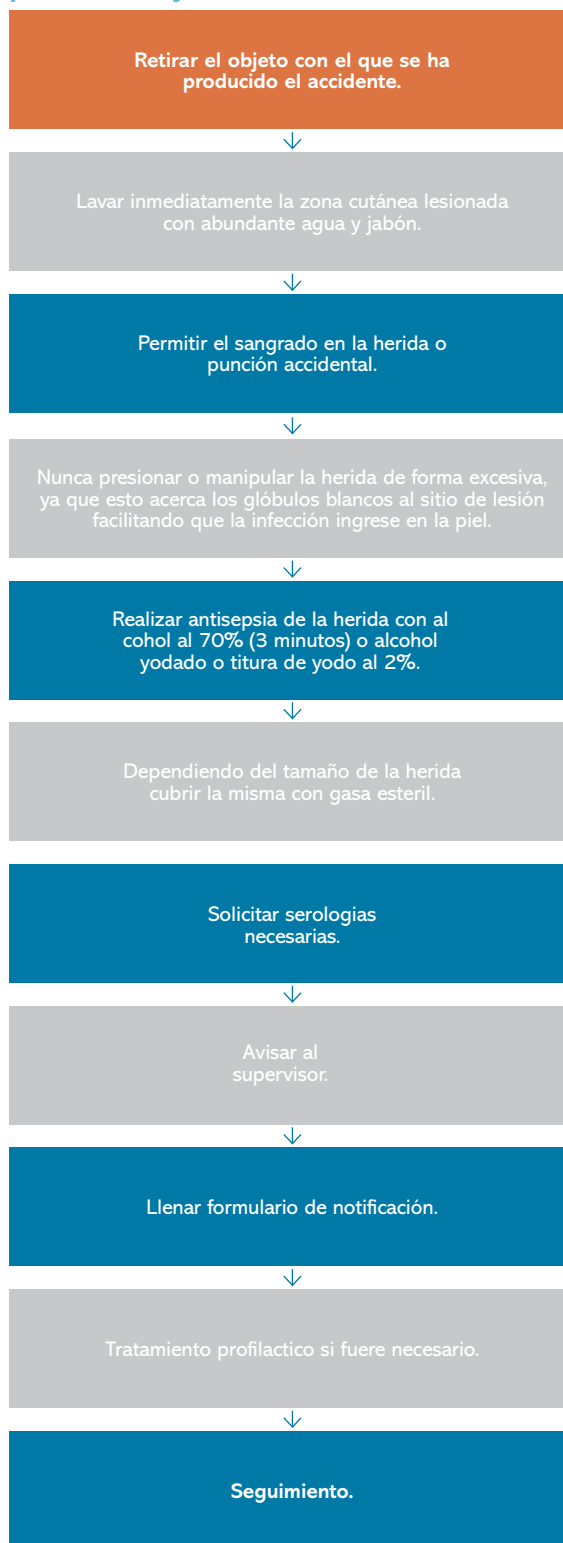 Retirar el objeto con el que se ha
producido el accidente.
Lavar inmediatamente la zona cutánea lesionada
con abundante agua y jabón.
Permitir el sangrado en la herida o
punción accidental.
Nunca presionar o manipular la herida de forma excesiva,
ya que esto acerca los glóbulos blancos al sitio de lesión
facilitando que la infección ingrese en la piel.
Realizar antisepsia de la herida con al
cohol al 70% (3 minutos) o alcohol
yodado o titura de yodo al 2%.
Dependiendo del tamaño de la herida
cubrir la misma con gasa esteril.
Solicitar serologias
necesarias.
Avisar al
supervisor.
Llenar formulario de notificación.
Tratamiento profilactico si fuere necesario.
Seguimiento.